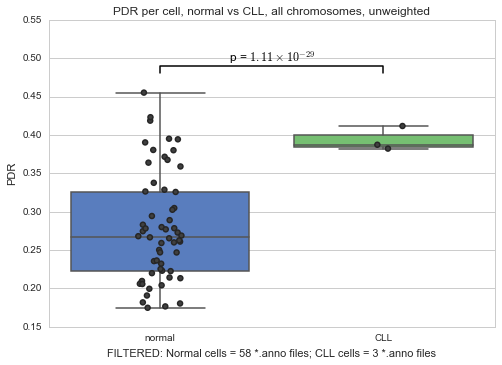 PDR per cell, normal vs CLL, all chromosomes, unweighted
0.55
0.50
0.45
0.40
0.35
0.30
0.25
0.20
0.15
PDR
p = 1.11 × 10⁻²⁹
normal CLL
FILTERED: Normal cells = 58 *.anno files; CLL cells = 3 *.anno files